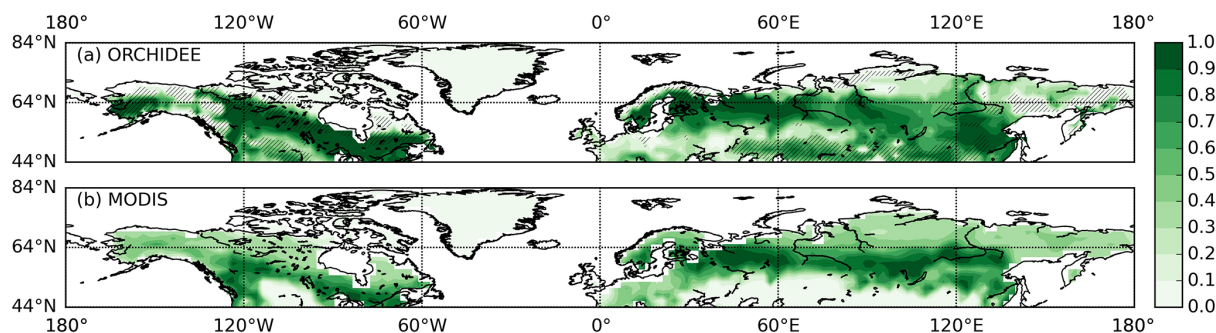 180° 120°W 60°W 0° 60°E 120°E 180°
84°N (a) ORCHIDEE 1.0
0.9
0.8
64°N 0.7
0.6
44°N 0.5
84°N (b) MODIS 0.4
0.3
64°N 0.2
0.1
44°N 0.0
180° 120°W 60°W 0° 60°E 120°E 180°